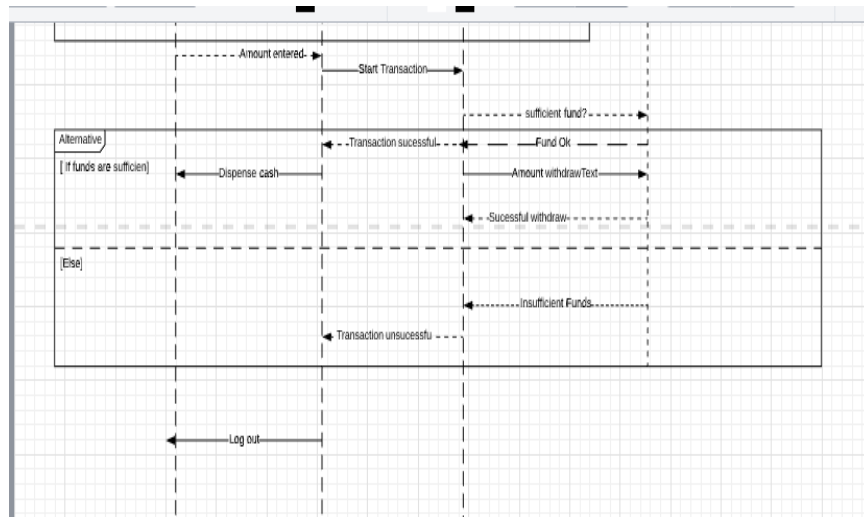 Amount entered
Start Transaction
sufficient fund?
Alternative
Transaction sucessful
Fund Ok
[ If funds are sufficien]
Dispense cash
Amount withdrawText
Sucessful withdraw
[Else]
Insufficient Funds
Transaction unsucessfu
Log out